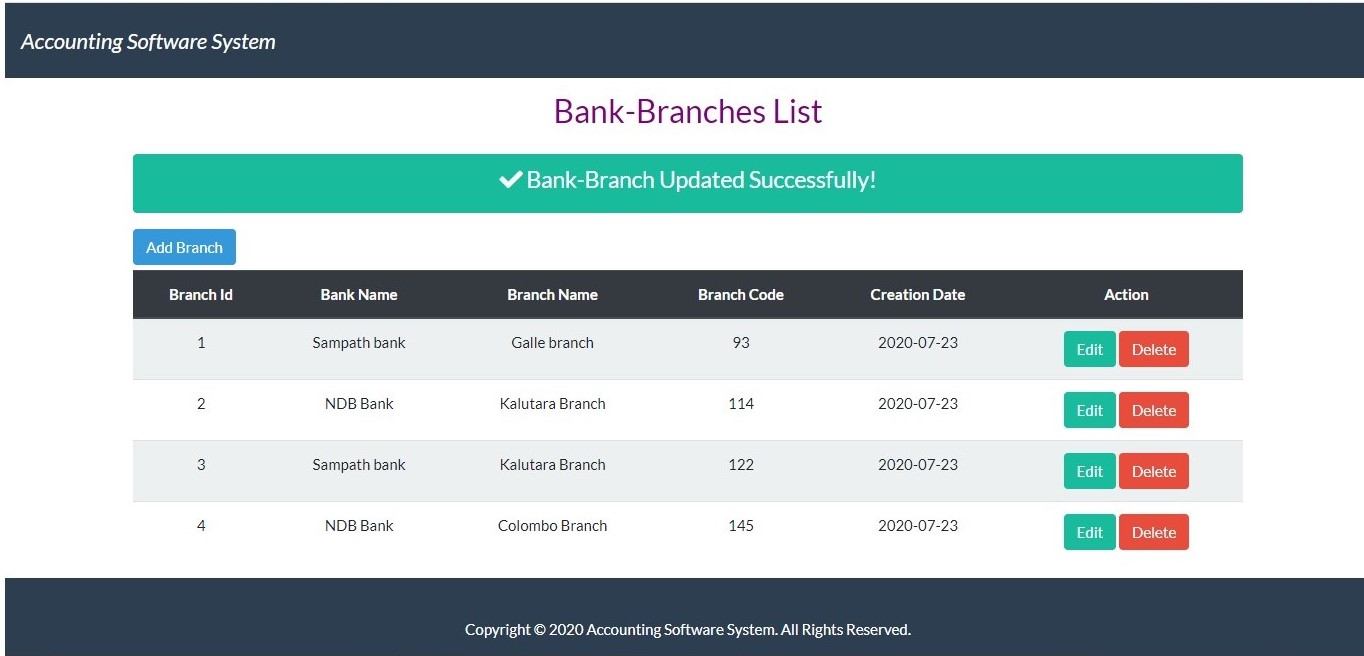 Accounting Software System
Bank-Branches List
✔ Bank-Branch Updated Successfully!
Add Branch
Branch Id Bank Name Branch Name Branch Code Creation Date Action
1 Sampath bank Galle branch 93 2020-07-23 Edit Delete
2 NDB Bank Kalutara Branch 114 2020-07-23 Edit Delete
3 Sampath bank Kalutara Branch 122 2020-07-23 Edit Delete
4 NDB Bank Colombo Branch 145 2020-07-23 Edit Delete
Copyright © 2020 Accounting Software System. All Rights Reserved.